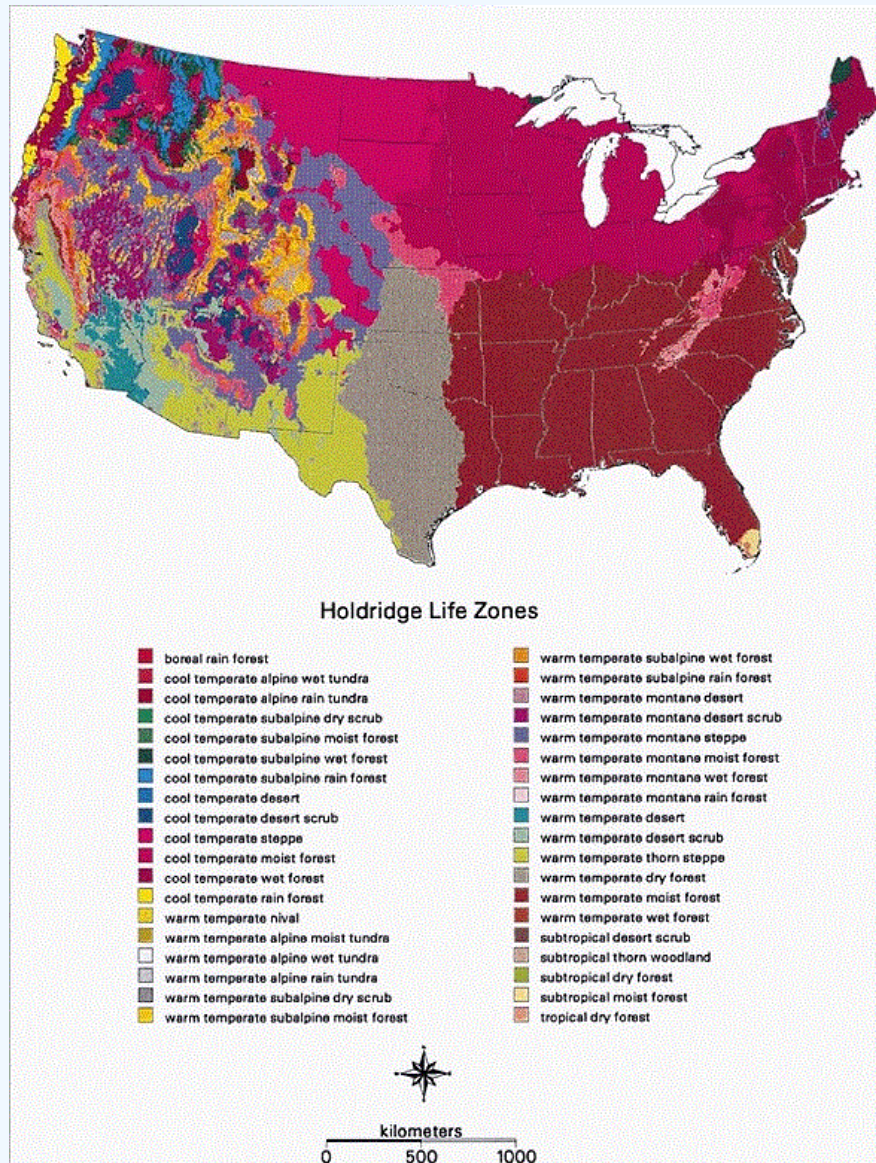 Holdridge Life Zones
boreal rain forest
cool temperate alpine wet tundra
cool temperate alpine rain tundra
cool temperate subalpine dry scrub
cool temperate subalpine moist forest
cool temperate subalpine wet forest
cool temperate subalpine rain forest
cool temperate desert
cool temperate desert scrub
cool temperate steppe
cool temperate moist forest
cool temperate wet forest
cool temperate rain forest
warm temperate nival
warm temperate alpine moist tundra
warm temperate alpine wet tundra
warm temperate alpine rain tundra
warm temperate subalpine dry scrub
warm temperate subalpine moist forest
warm temperate subalpine wet forest
warm temperate subalpine rain forest
warm temperate montane desert
warm temperate montane desert scrub
warm temperate montane steppe
warm temperate montane moist forest
warm temperate montane wet forest
warm temperate montane rain forest
warm temperate desert
warm temperate desert scrub
warm temperate thorn steppe
warm temperate dry forest
warm temperate moist forest
warm temperate wet forest
subtropical desert scrub
subtropical thorn woodland
subtropical dry forest
subtropical moist forest
tropical dry forest
kilometers
0 500 1000